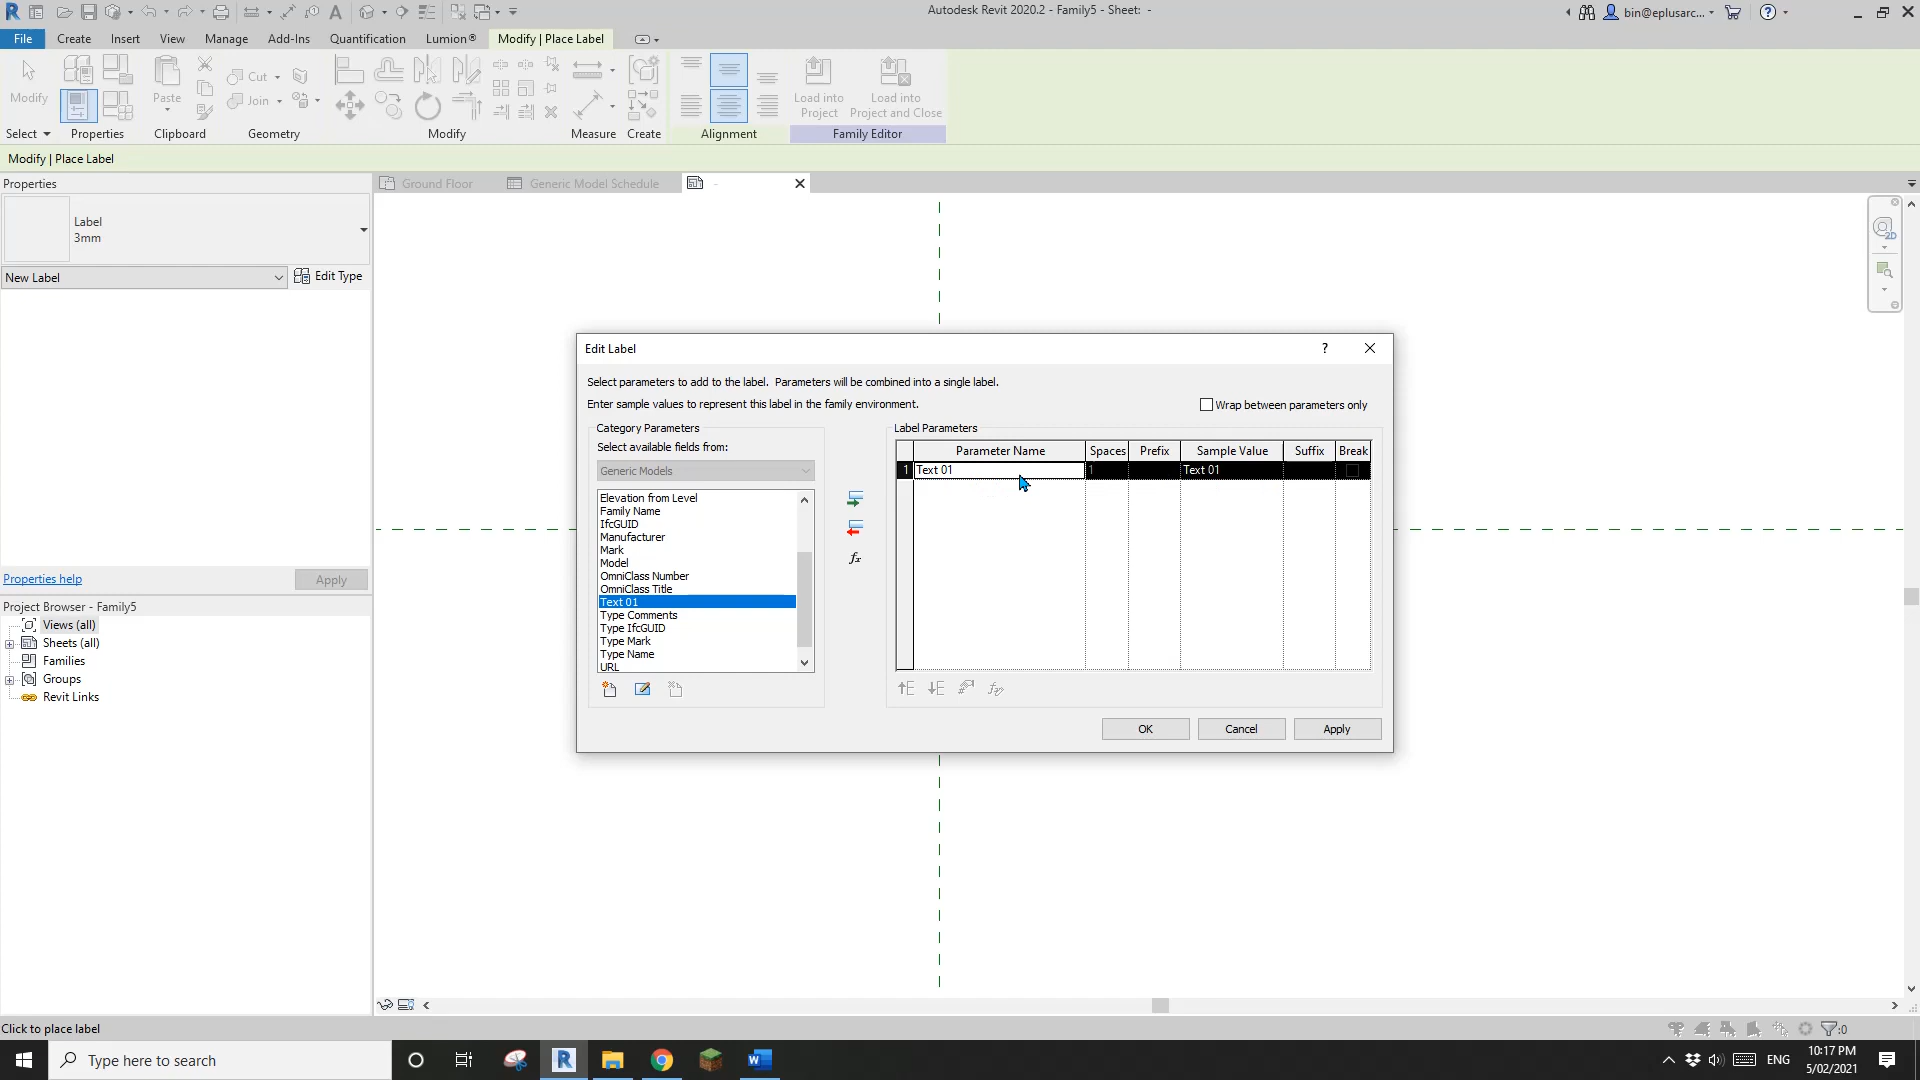 Autodesk Revit 2020.2 - Family5 - Sheet: -
bin@eplusarc...
File
Create
Insert
View
Manage
Add-Ins
Quantification
Lumion®
Modify | Place Label
Modify
Paste
Cut
Join
Load into
Project
Load into
Project and Close
Select
Properties
Clipboard
Geometry
Modify
Measure
Create
Alignment
Family Editor
Modify | Place Label
Properties
Ground Floor
Generic Model Schedule
-
Label
3mm
New Label
Edit Type
2D
Edit Label
?
Select parameters to add to the label. Parameters will be combined into a single label.
Enter sample values to represent this label in the family environment.
Wrap between parameters only
Category Parameters
Label Parameters
Select available fields from:
Generic Models
Parameter Name
Spaces
Prefix
Sample Value
Suffix
Break
1
Text 01
1
Text 01
Elevation from Level
Family Name
IfcGUID
Manufacturer
Mark
Model
OmniClass Number
OmniClass Title
Text 01
Type Comments
Type IfcGUID
Type Mark
Type Name
URL
fx
OK
Cancel
Apply
Properties help
Apply
Project Browser - Family5
Views (all)
Sheets (all)
Families
Groups
Revit Links
Click to place label
:0
Type here to search
ENG
10:17 PM
5/02/2021